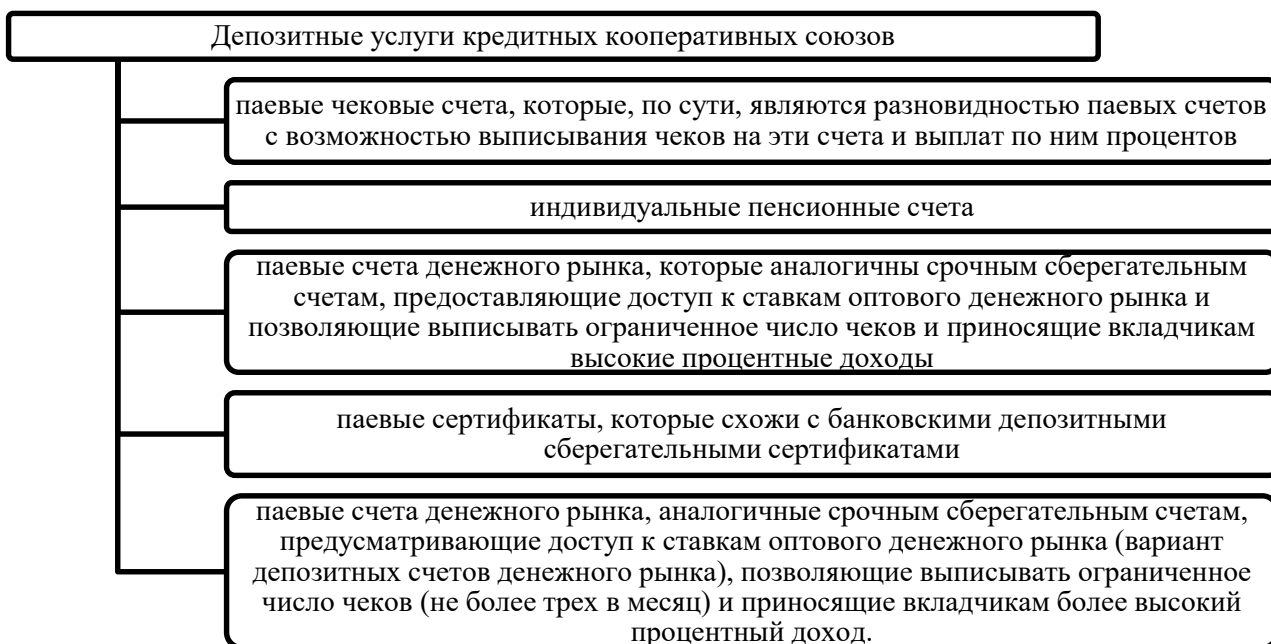 Депозитные услуги кредитных кооперативных союзов
паевые чековые счета, которые, по сути, являются разновидностью паевых счетов
с возможностью выписывания чеков на эти счета и выплат по ним процентов
индивидуальные пенсионные счета
паевые счета денежного рынка, которые аналогичны срочным сберегательным
счетам, предоставляющие доступ к ставкам оптового денежного рынка и
позволяющие выписывать ограниченное число чеков и приносящие вкладчикам
высокие процентные доходы
паевые сертификаты, которые схожи с банковскими депозитными
сберегательными сертификатами
паевые счета денежного рынка, аналогичные срочным сберегательным счетам,
предусматривающие доступ к ставкам оптового денежного рынка (вариант
депозитных счетов денежного рынка), позволяющие выписывать ограниченное
число чеков (не более трех в месяц) и приносящие вкладчикам более высокий
процентный доход.